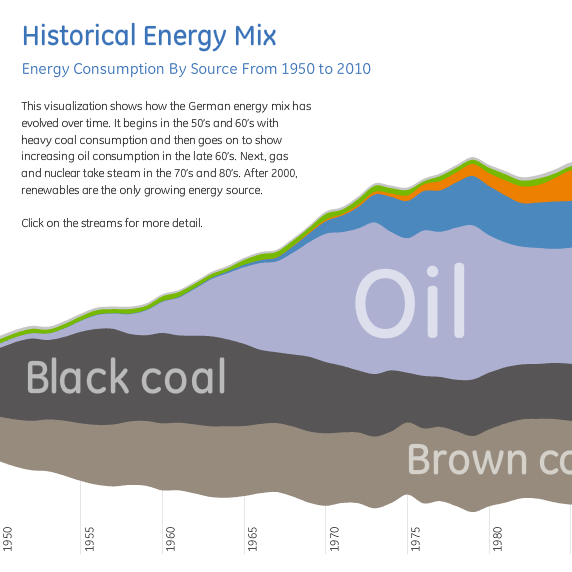 Historical Energy Mix
Energy Consumption By Source From 1950 to 2010
This visualization shows how the German energy mix has
evolved over time. It begins in the 50's and 60's with
heavy coal consumption and then goes on to show
increasing oil consumption in the late 60's. Next, gas
and nuclear take steam in the 70's and 80's. After 2000,
renewables are the only growing energy source.
Click on the streams for more detail.
Oil
Black coal
Brown co
1950
1955
1960
1965
1970
1975
1980